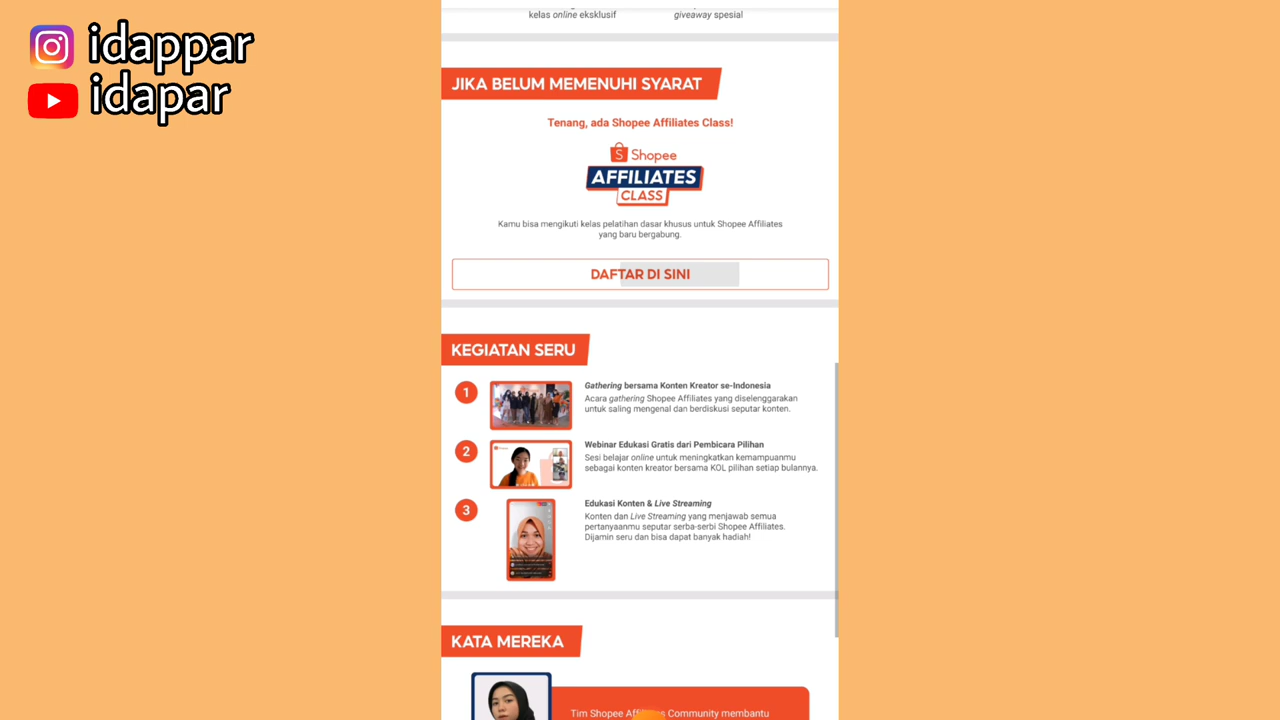 idappar
idapar
kelas online eksklusif
giveaway spesial
JIKA BELUM MEMENUHI SYARAT
Tenang, ada Shopee Affiliates Class!
Shopee
AFFILIATES
CLASS
Kamu bisa mengikuti kelas pelatihan dasar khusus untuk Shopee Affiliates
yang baru bergabung.
DAFTAR DI SINI
KEGIATAN SERU
1
Gathering bersama Konten Kreator se-Indonesia
Acara gathering Shopee Affiliates yang diselenggarakan
untuk saling mengenal dan berdiskusi seputar konten.
2
Webinar Edukasi Gratis dari Pembicara Pilihan
Sesi belajar online untuk meningkatkan kemampuanmu
sebagai konten kreator bersama KOL pilihan setiap bulannya.
3
Edukasi Konten & Live Streaming
Konten dan Live Streaming yang menjawab semua
pertanyaanmu seputar serba-serbi Shopee Affiliates.
Dijamin seru dan bisa dapat banyak hadiah!
KATA MEREKA
Tim Shopee Affiliates Community membantu